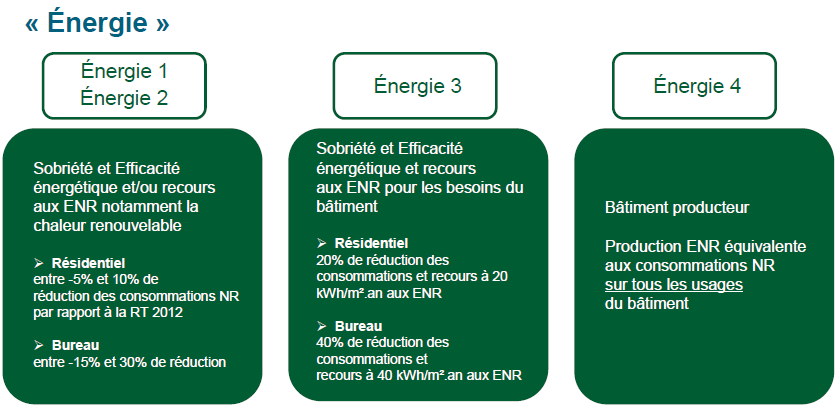 « Énergie »
Énergie 1
Énergie 2
Sobriété et Efficacité
énergétique et/ou recours
aux ENR notamment la
chaleur renouvelable
➢ Résidentiel
entre -5% et 10% de
réduction des consommations NR
par rapport à la RT 2012
➢ Bureau
entre -15% et 30% de réduction
Énergie 3
Sobriété et Efficacité
énergétique et recours
aux ENR pour les besoins du
bâtiment
➢ Résidentiel
20% de réduction des
consommations et recours à 20
kWh/m².an aux ENR
➢ Bureau
40% de réduction des
consommations et
recours à 40 kWh/m².an aux ENR
Énergie 4
Bâtiment producteur
Production ENR équivalente
aux consommations NR
sur tous les usages
du bâtiment